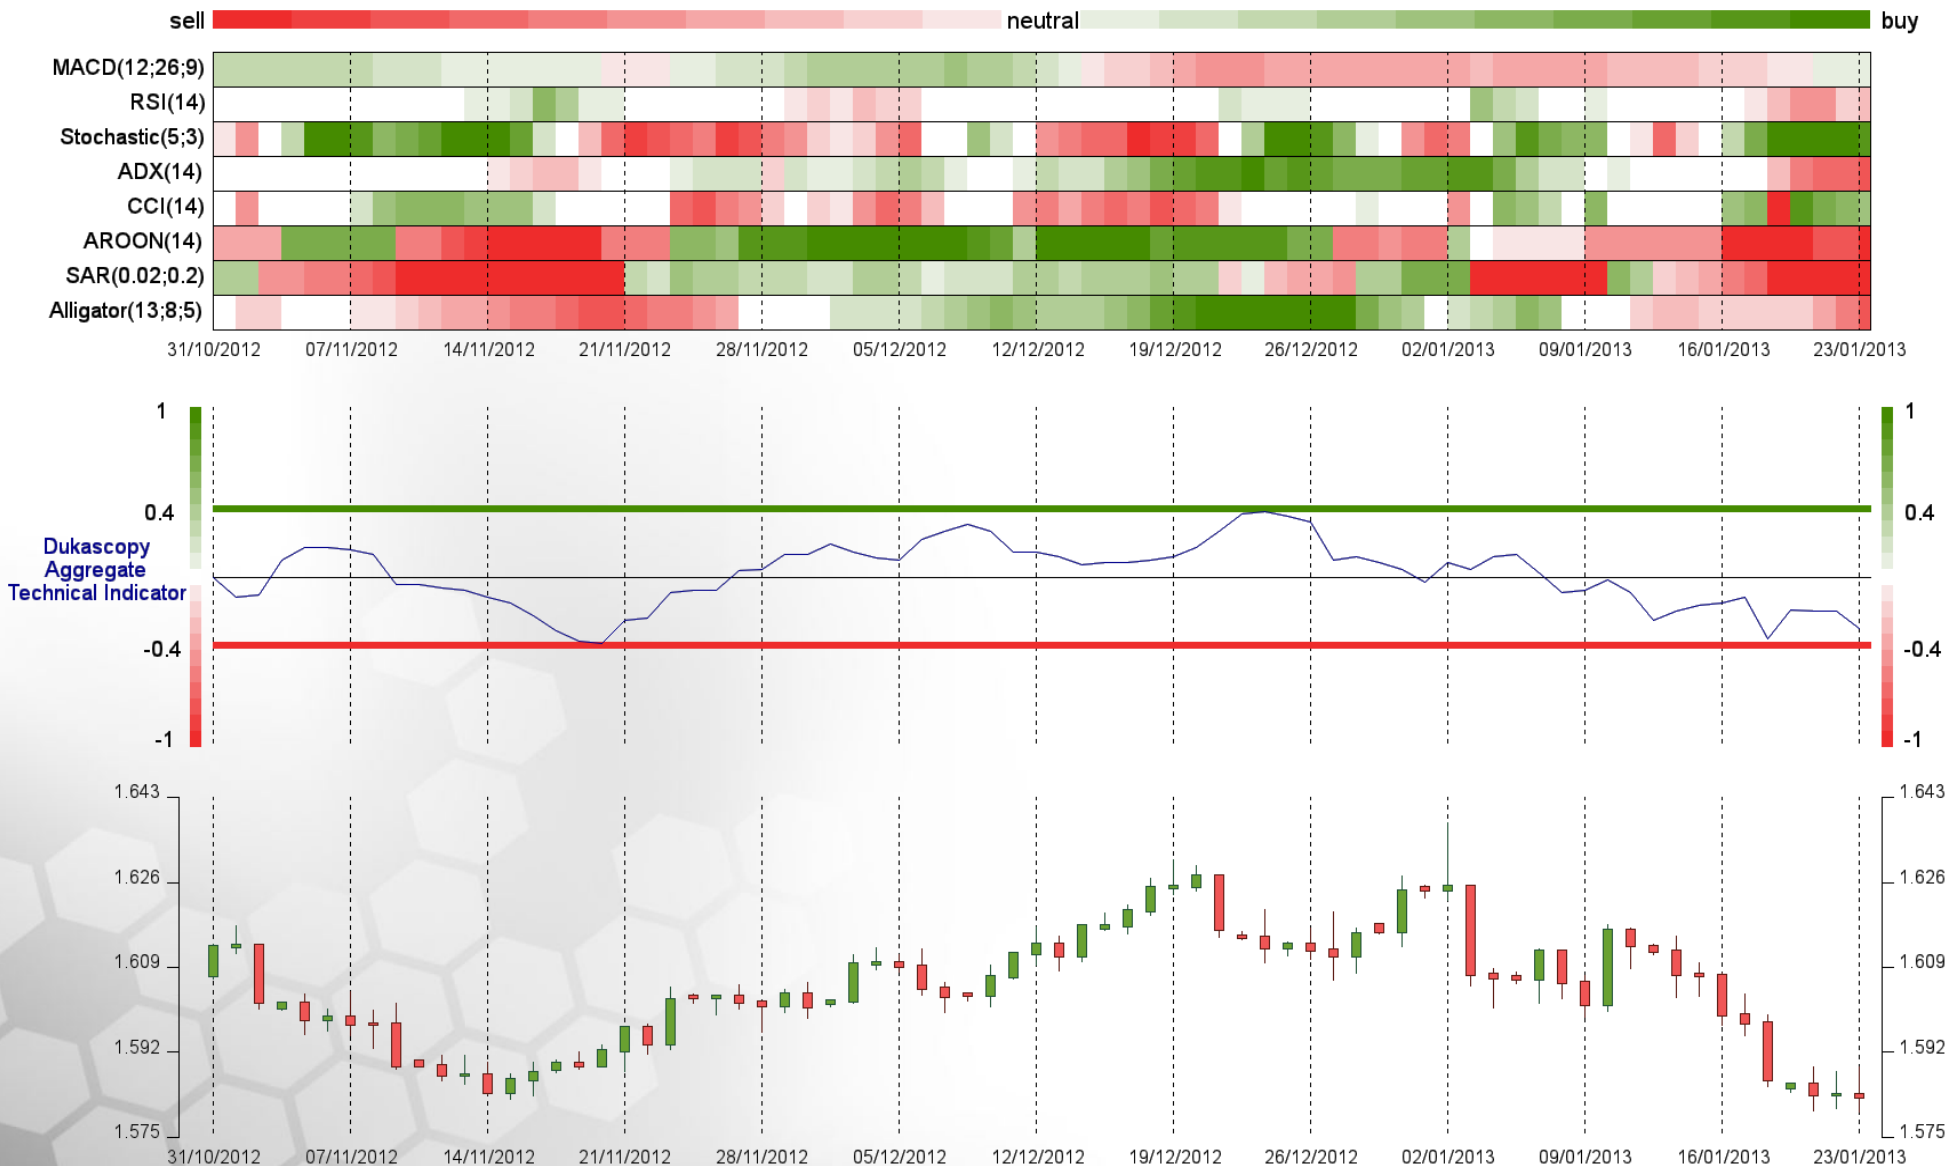 sell neutral buy
MACD(12;26;9)
RSI(14)
Stochastic(5;3)
ADX(14)
CCI(14)
AROON(14)
SAR(0.02;0.2)
Alligator(13;8;5)
31/10/2012 07/11/2012 14/11/2012 21/11/2012 28/11/2012 05/12/2012 12/12/2012 19/12/2012 26/12/2012 02/01/2013 09/01/2013 16/01/2013 23/01/2013
1 1
0.4 0.4
Dukascopy
Aggregate
Technical Indicator
-0.4 -0.4
-1 -1
1.643 1.643
1.626 1.626
1.609 1.609
1.592 1.592
1.575 1.575
31/10/2012 07/11/2012 14/11/2012 21/11/2012 28/11/2012 05/12/2012 12/12/2012 19/12/2012 26/12/2012 02/01/2013 09/01/2013 16/01/2013 23/01/2013